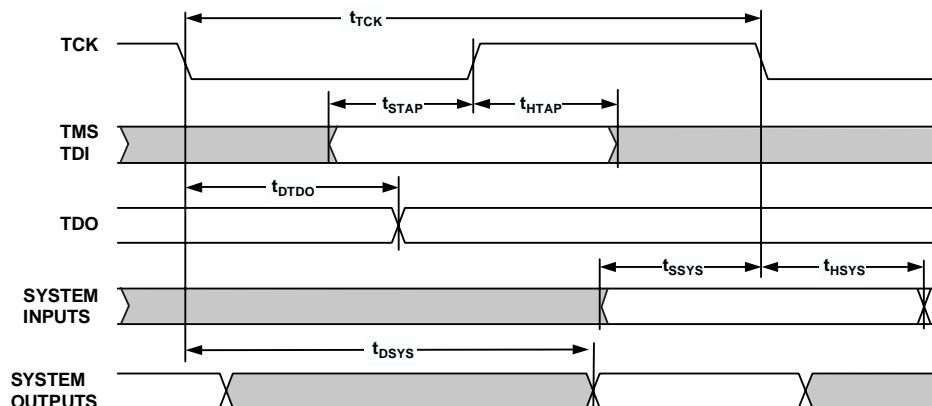 tTCK
TCK
tSTAP
tHTAP
TMS
TDI
tDTDO
TDO
tSSYS
tHSYS
SYSTEM
INPUTS
tDSYS
SYSTEM
OUTPUTS